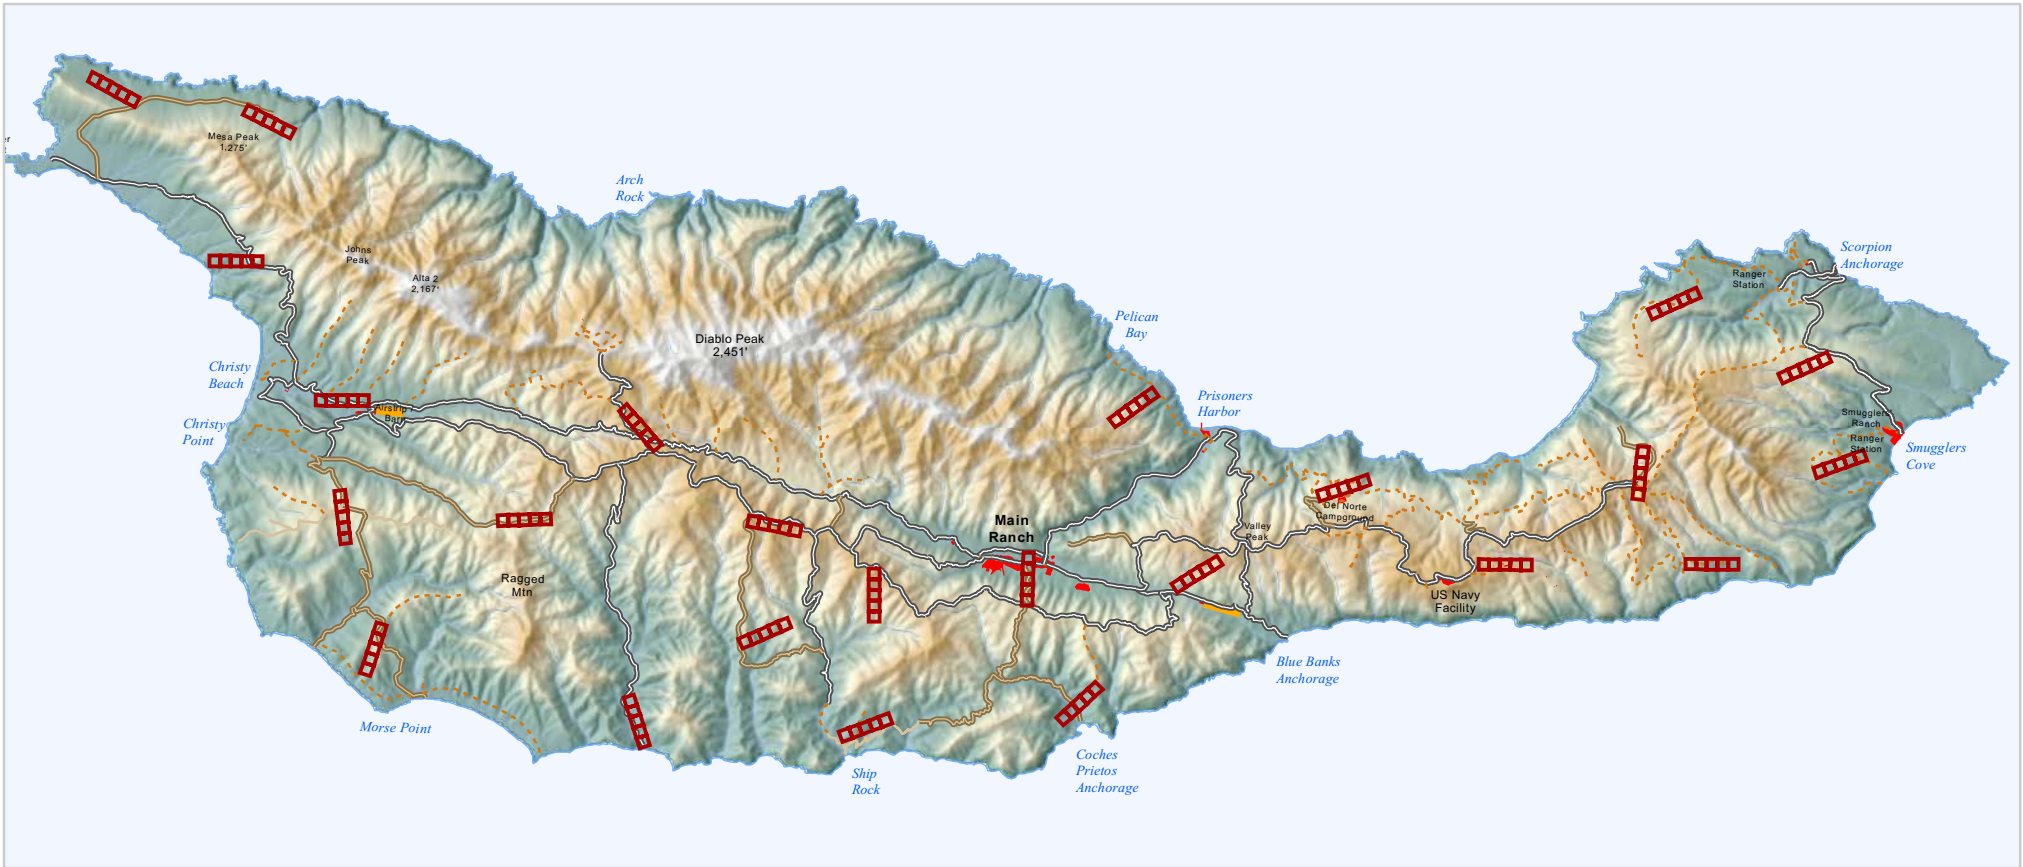 er
Mesa Peak
1,275'
Arch
Rock
Johns
Peak
Alta 2
2,167'
Scorpion
Anchorage
Ranger
Station
Pelican
Bay
Diablo Peak
2,451'
Christy
Beach
Prisoners
Harbor
Airstrip /
Barn
Christy
Point
Smugglers
Ranch
Ranger
Station
Smugglers
Cove
Main
Ranch
Del Norte
Campground
Valley
Peak
Ragged
Mtn
US Navy
Facility
Blue Banks
Anchorage
Morse Point
Coches
Prietos
Anchorage
Ship
Rock